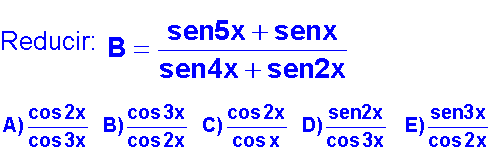 Reducir: B = (sen5x + senx)/(sen4x + sen2x)
A) cos2x/cos3x B) cos3x/cos2x C) cos2x/cosx D) sen2x/cos3x E) sen3x/cos2x